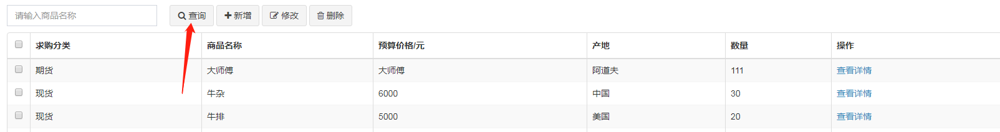 请输入商品名称 查询 新增 修改 删除
求购分类 商品名称 预算价格/元 产地 数量 操作
期货 大师傅 大师傅 阿道夫 111 查看详情
现货 牛杂 6000 中国 30 查看详情
现货 牛排 5000 美国 20 查看详情